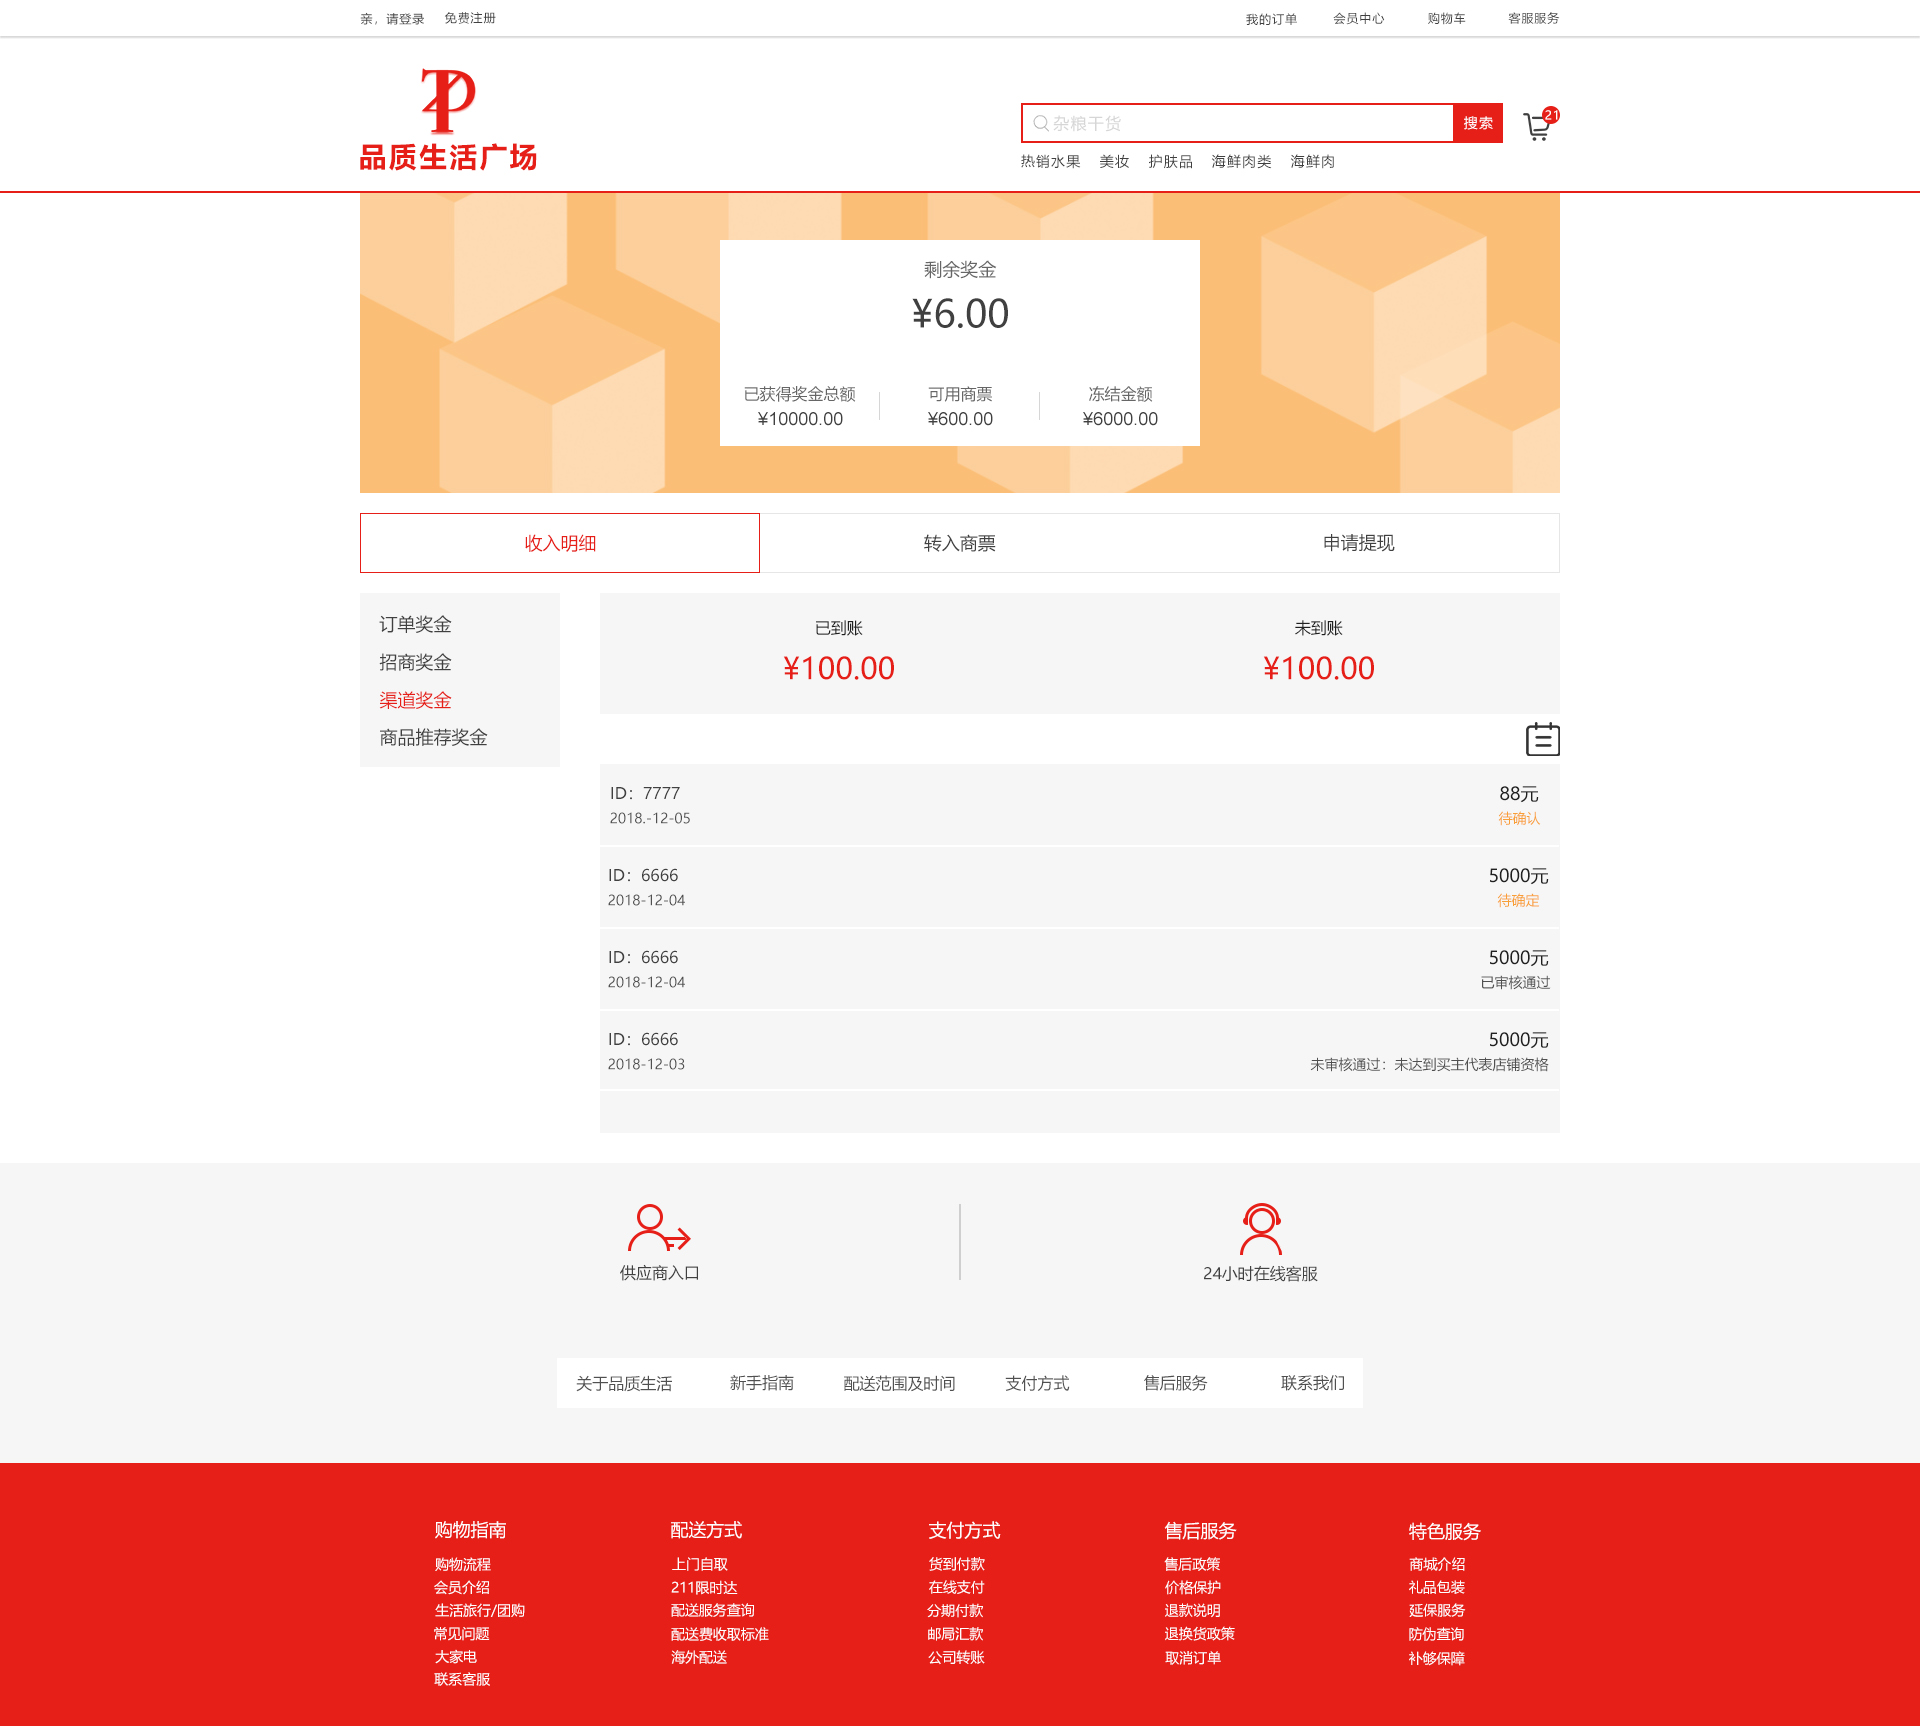 亲，请登录 免费注册 我的订单 会员中心 购物车 客服服务
品质生活广场
杂粮干货 搜索 21
热销水果 美妆 护肤品 海鲜肉类 海鲜肉
剩余奖金
¥6.00
已获得奖金总额 可用商票 冻结金额
¥10000.00 ¥600.00 ¥6000.00
收入明细 转入商票 申请提现
订单奖金
招商奖金
渠道奖金
商品推荐奖金
已到账 未到账
¥100.00 ¥100.00
ID：7777 88元
2018.-12-05 待确认
ID：6666 5000元
2018-12-04 待确定
ID：6666 5000元
2018-12-04 已审核通过
ID：6666 5000元
2018-12-03 未审核通过：未达到买主代表店铺资格
供应商入口 24小时在线客服
关于品质生活 新手指南 配送范围及时间 支付方式 售后服务 联系我们
购物指南 配送方式 支付方式 售后服务 特色服务
购物流程 上门自取 货到付款 售后政策 商城介绍
会员介绍 211限时达 在线支付 价格保护 礼品包装
生活旅行/团购 配送服务查询 分期付款 退款说明 延保服务
常见问题 配送费收取标准 邮局汇款 退换货政策 防伪查询
大家电 海外配送 公司转账 取消订单 补够保障
联系客服